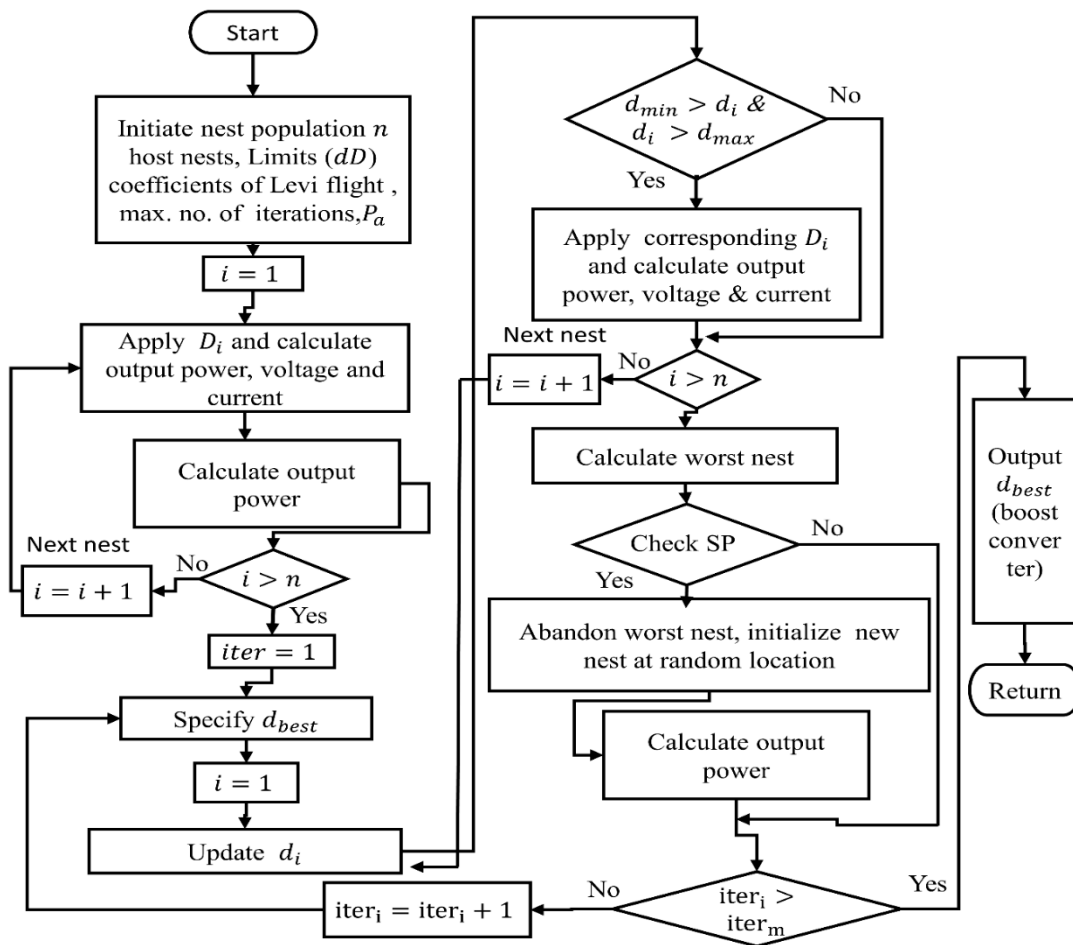 Start
Initiate nest population n
host nests, Limits (dD)
coefficients of Levi flight ,
max. no. of iterations,Pₐ
i = 1
Apply Dᵢ and calculate
output power, voltage and
current
Calculate output
power
Next nest
i = i + 1
No
i > n
Yes
iter = 1
Specify d_best
i = 1
Update dᵢ
d_min > dᵢ &
dᵢ > d_max
No
Yes
Apply corresponding Dᵢ
and calculate output
power, voltage & current
Next nest
i = i + 1
No
i > n
Calculate worst nest
Check SP
No
Yes
Abandon worst nest, initialize new
nest at random location
Calculate output
power
iterᵢ >
iterₘ
No
Yes
iterᵢ = iterᵢ + 1
Output
d_best
(boost
conver
ter)
Return